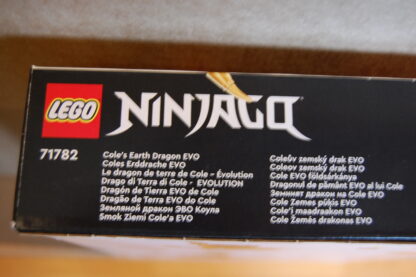 LEGO
NINJAGO
71782
Cole's Earth Dragon EVO
Coles Erddrache EVO
Le dragon de terre de Cole – Évolution
Drago di Terra di Cole - EVOLUTION
Dragón de Tierra EVO de Cole
Dragão de Terra EVO do Cole
Земляной дракон ЭВО Коула
Smok Ziemi Cole'a EVO
Coleův zemský drak EVO
Coleov zemský drak EVO
Cole EVO földsárkánya
Dragonul de pământ EVO al lui Cole
Земният дракон на Cole EVO
Cole Zemes pūķis EVO
Cole'i maadraaken EVO
Cole Žemės drakonas EVO